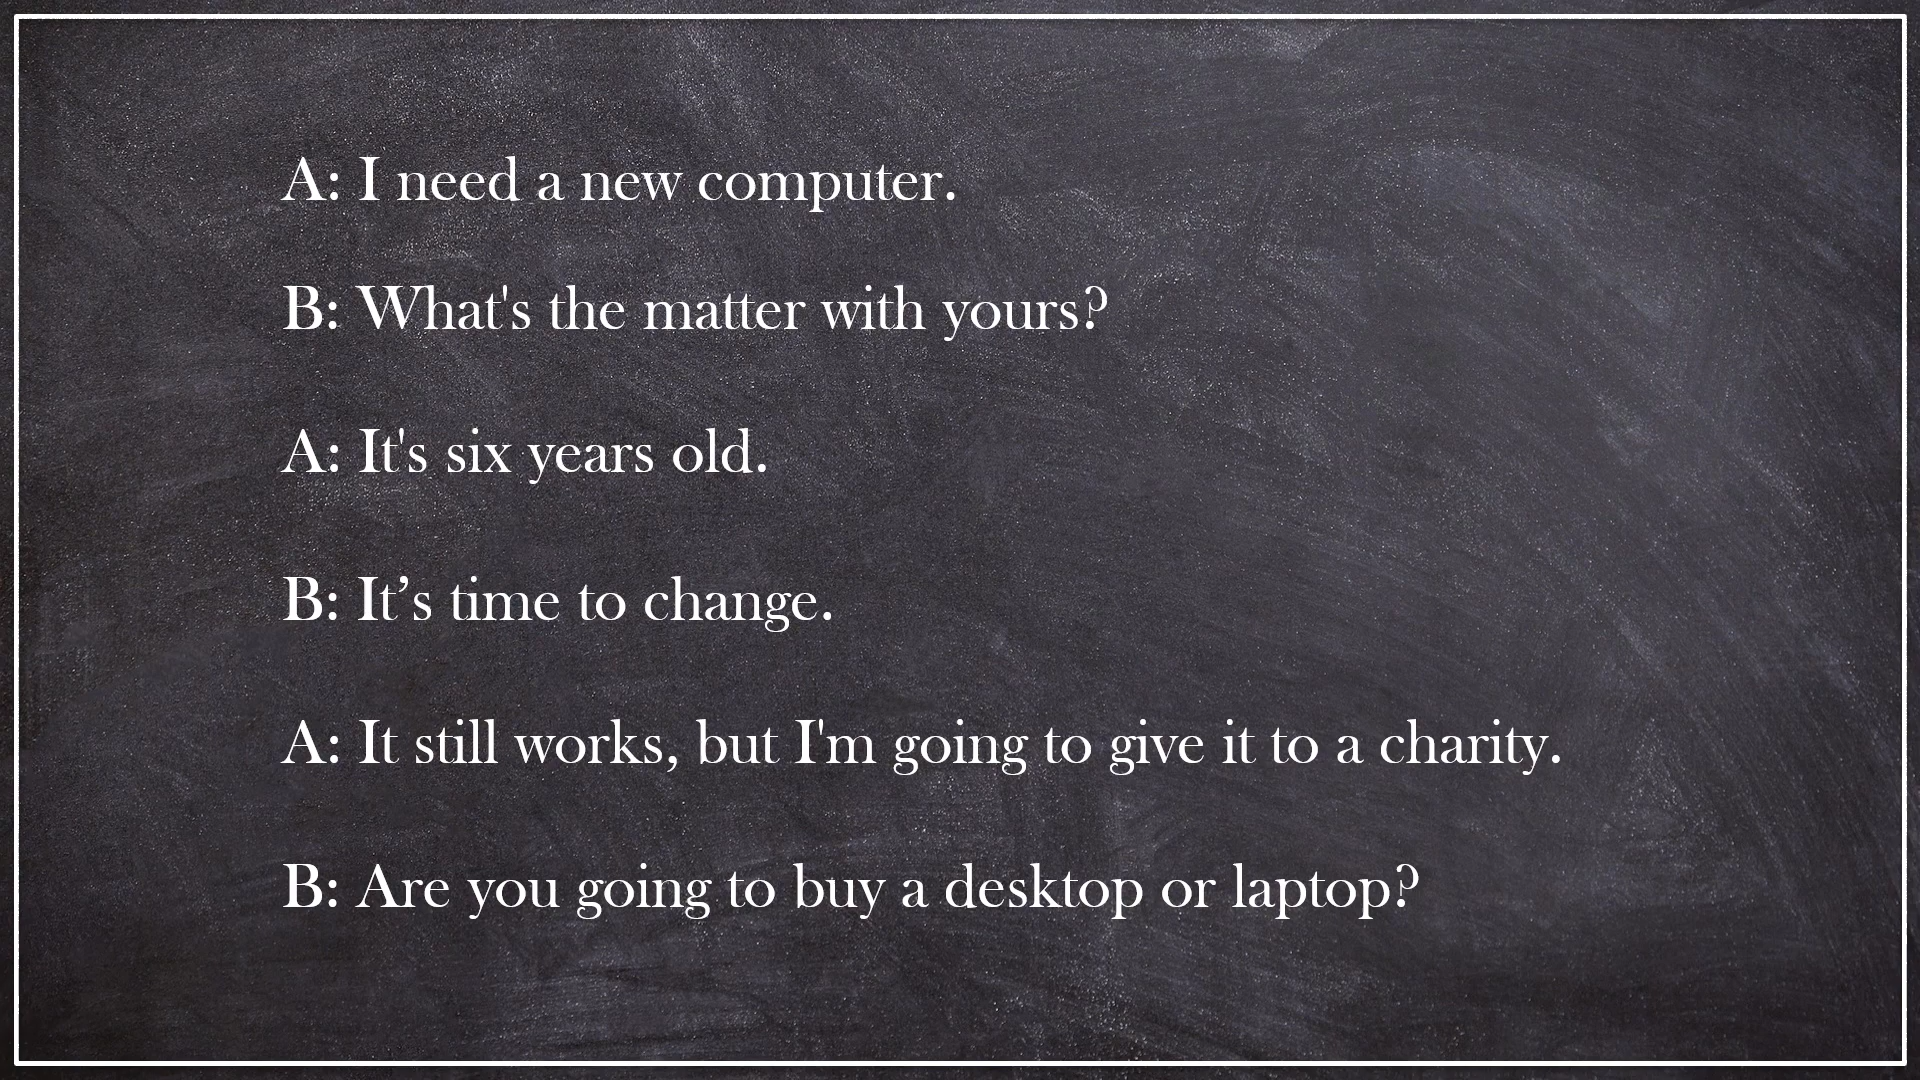 A: I need a new computer.
B: What's the matter with yours?
A: It's six years old.
B: It’s time to change.
A: It still works, but I'm going to give it to a charity.
B: Are you going to buy a desktop or laptop?